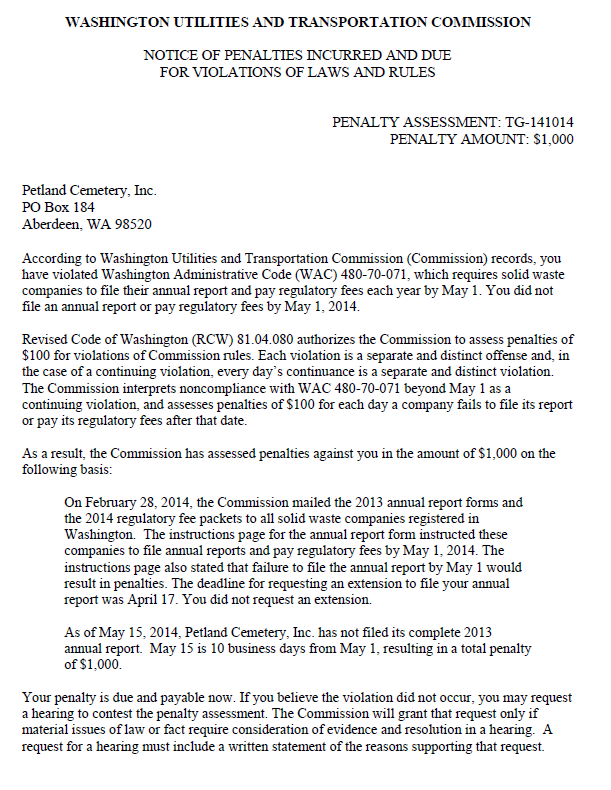 WASHINGTON UTILITIES AND TRANSPORTATION COMMISSION
NOTICE OF PENALTIES INCURRED AND DUE
FOR VIOLATIONS OF LAWS AND RULES
PENALTY ASSESSMENT: TG-141014
PENALTY AMOUNT: $1,000
Petland Cemetery, Inc.
PO Box 184
Aberdeen, WA 98520
According to Washington Utilities and Transportation Commission (Commission) records, you
have violated Washington Administrative Code (WAC) 480-70-071, which requires solid waste
companies to file their annual report and pay regulatory fees each year by May 1. You did not
file an annual report or pay regulatory fees by May 1, 2014.
Revised Code of Washington (RCW) 81.04.080 authorizes the Commission to assess penalties of
$100 for violations of Commission rules. Each violation is a separate and distinct offense and, in
the case of a continuing violation, every day's continuance is a separate and distinct violation.
The Commission interprets noncompliance with WAC 480-70-071 beyond May 1 as a
continuing violation, and assesses penalties of $100 for each day a company fails to file its report
or pay its regulatory fees after that date.
As a result, the Commission has assessed penalties against you in the amount of $1,000 on the
following basis:
On February 28, 2014, the Commission mailed the 2013 annual report forms and
the 2014 regulatory fee packets to all solid waste companies registered in
Washington.  The instructions page for the annual report form instructed these
companies to file annual reports and pay regulatory fees by May 1, 2014. The
instructions page also stated that failure to file the annual report by May 1 would
result in penalties. The deadline for requesting an extension to file your annual
report was April 17. You did not request an extension.
As of May 15, 2014, Petland Cemetery, Inc. has not filed its complete 2013
annual report.  May 15 is 10 business days from May 1, resulting in a total penalty
of $1,000.
Your penalty is due and payable now. If you believe the violation did not occur, you may request
a hearing to contest the penalty assessment. The Commission will grant that request only if
material issues of law or fact require consideration of evidence and resolution in a hearing.  A
request for a hearing must include a written statement of the reasons supporting that request.